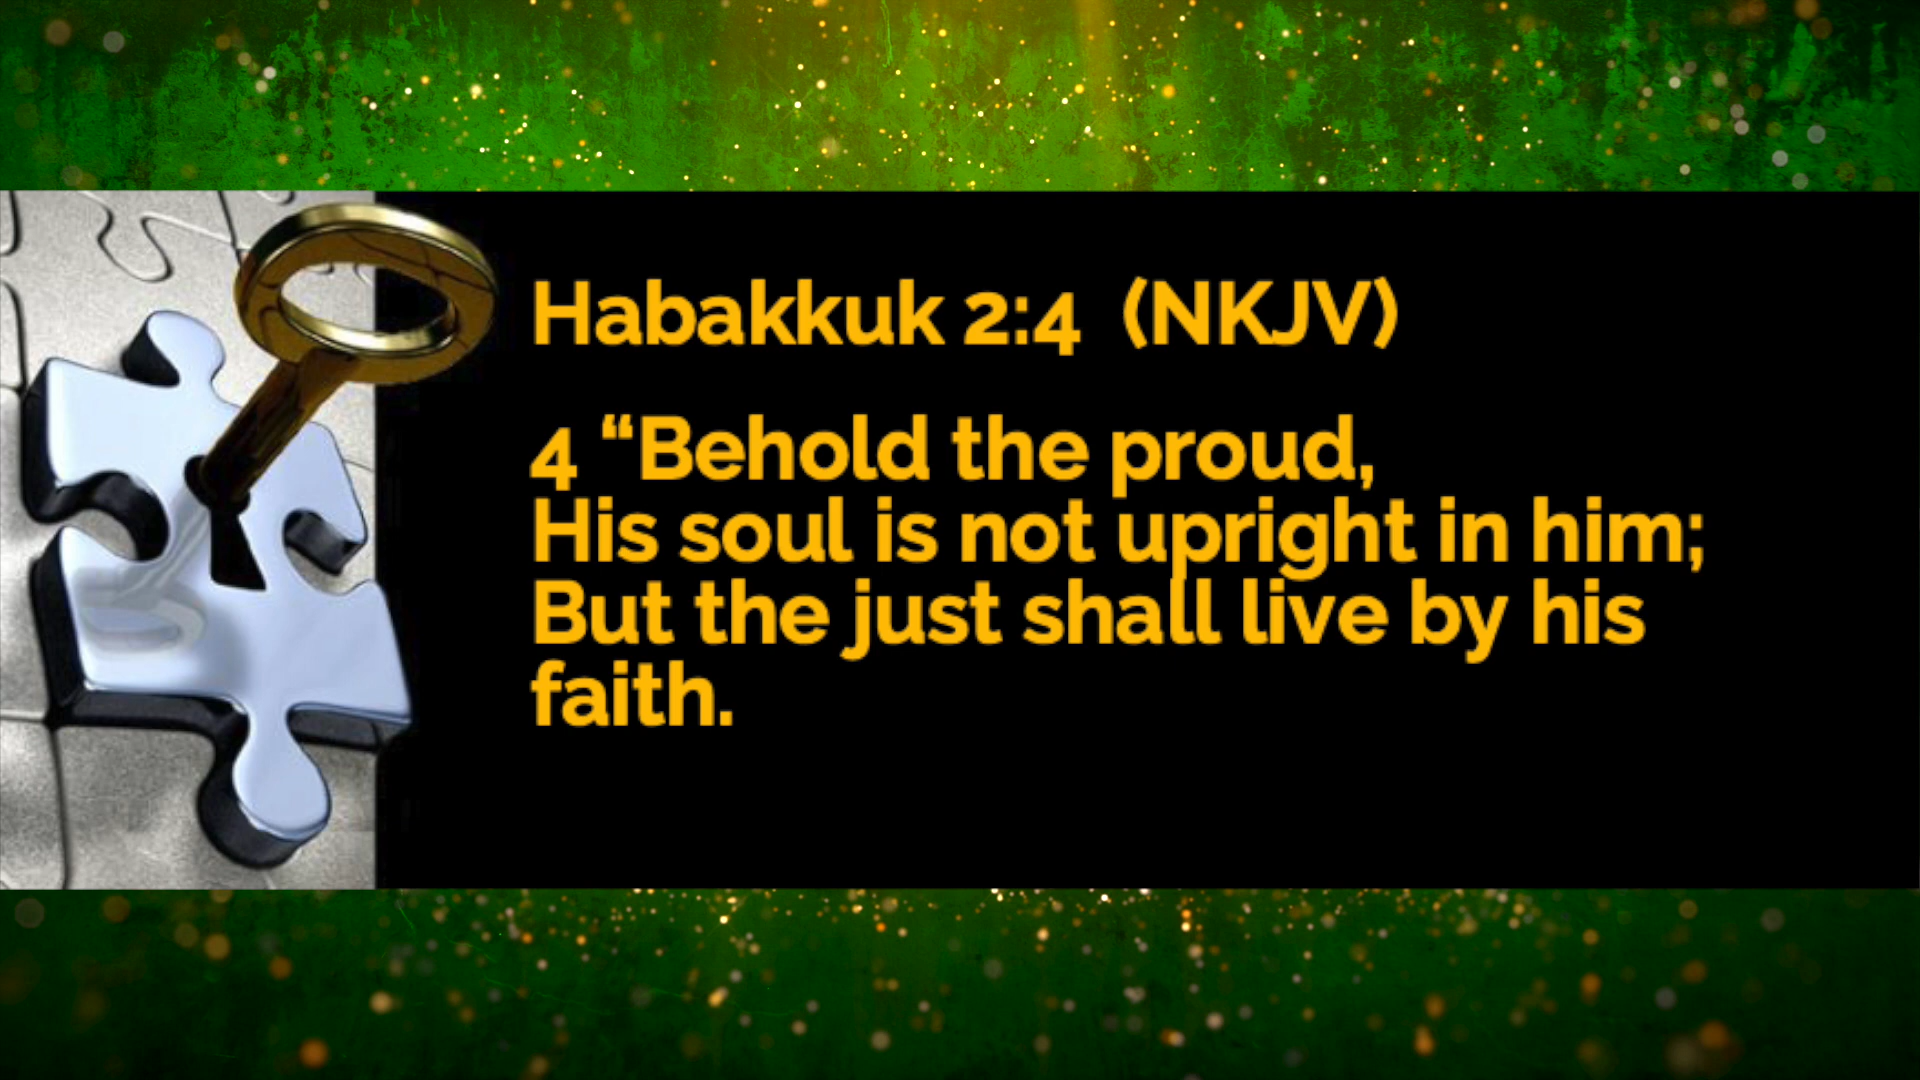 Habakkuk 2:4  (NKJV)
4 “Behold the proud,
His soul is not upright in him;
But the just shall live by his
faith.